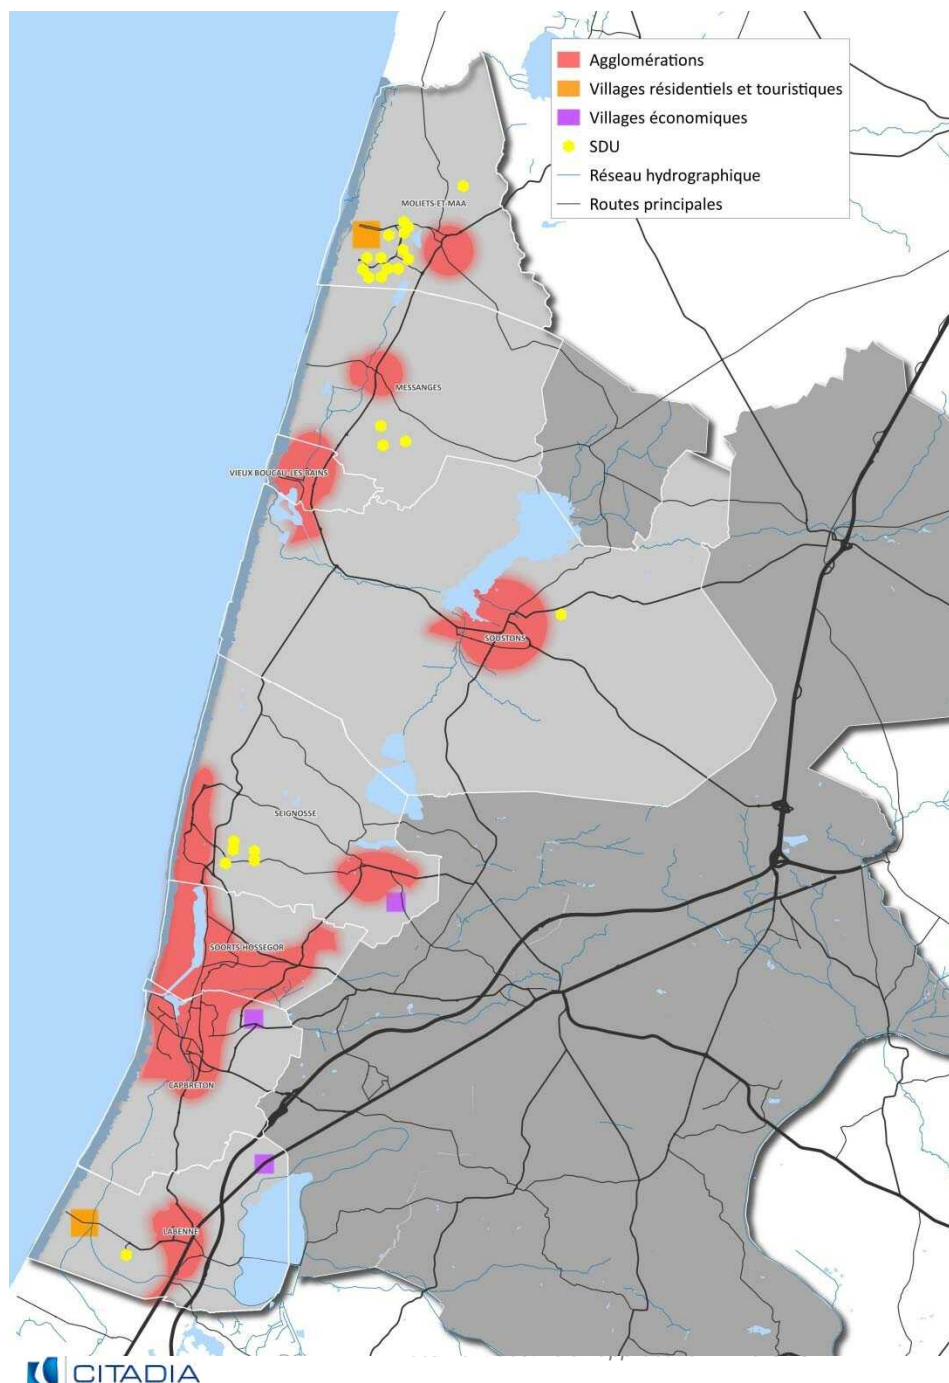 Agglomérations
Villages résidentiels et touristiques
Villages économiques
SDU
Réseau hydrographique
Routes principales
MOLIETS-ET-MAA
MESSANGES
VIEUX BOUCAU-LES-BAINS
SOUSTONS
SEIGNOSSE
SOORTS-HOSSEGOR
CAPBRETON
LABENNE
CITADIA